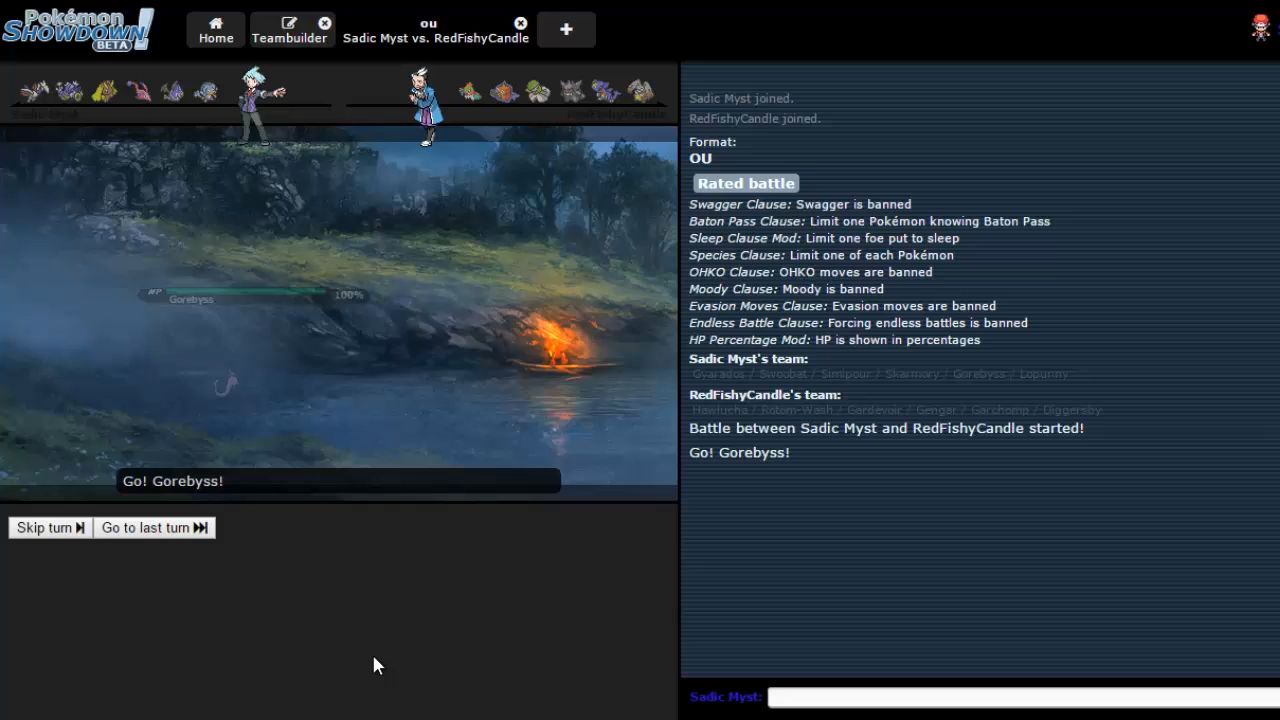 Pokémon
SHOWDOWN!
BETA
Home
Teambuilder
ou
Sadic Myst vs. RedFishyCandle
Sadic Myst
RedFishyCandle
Gorebyss
100%
Go! Gorebyss!
Skip turn
Go to last turn
Sadic Myst joined.
RedFishyCandle joined.
Format:
OU
Rated battle
Swagger Clause: Swagger is banned
Baton Pass Clause: Limit one Pokémon knowing Baton Pass
Sleep Clause Mod: Limit one foe put to sleep
Species Clause: Limit one of each Pokémon
OHKO Clause: OHKO moves are banned
Moody Clause: Moody is banned
Evasion Moves Clause: Evasion moves are banned
Endless Battle Clause: Forcing endless battles is banned
HP Percentage Mod: HP is shown in percentages
Sadic Myst's team:
Gyarados / Swoobat / Simipour / Skarmory / Gorebyss / Lopunny
RedFishyCandle's team:
Hawlucha / Rotom-Wash / Gardevoir / Gengar / Garchomp / Diggersby
Battle between Sadic Myst and RedFishyCandle started!
Go! Gorebyss!
Sadic Myst: